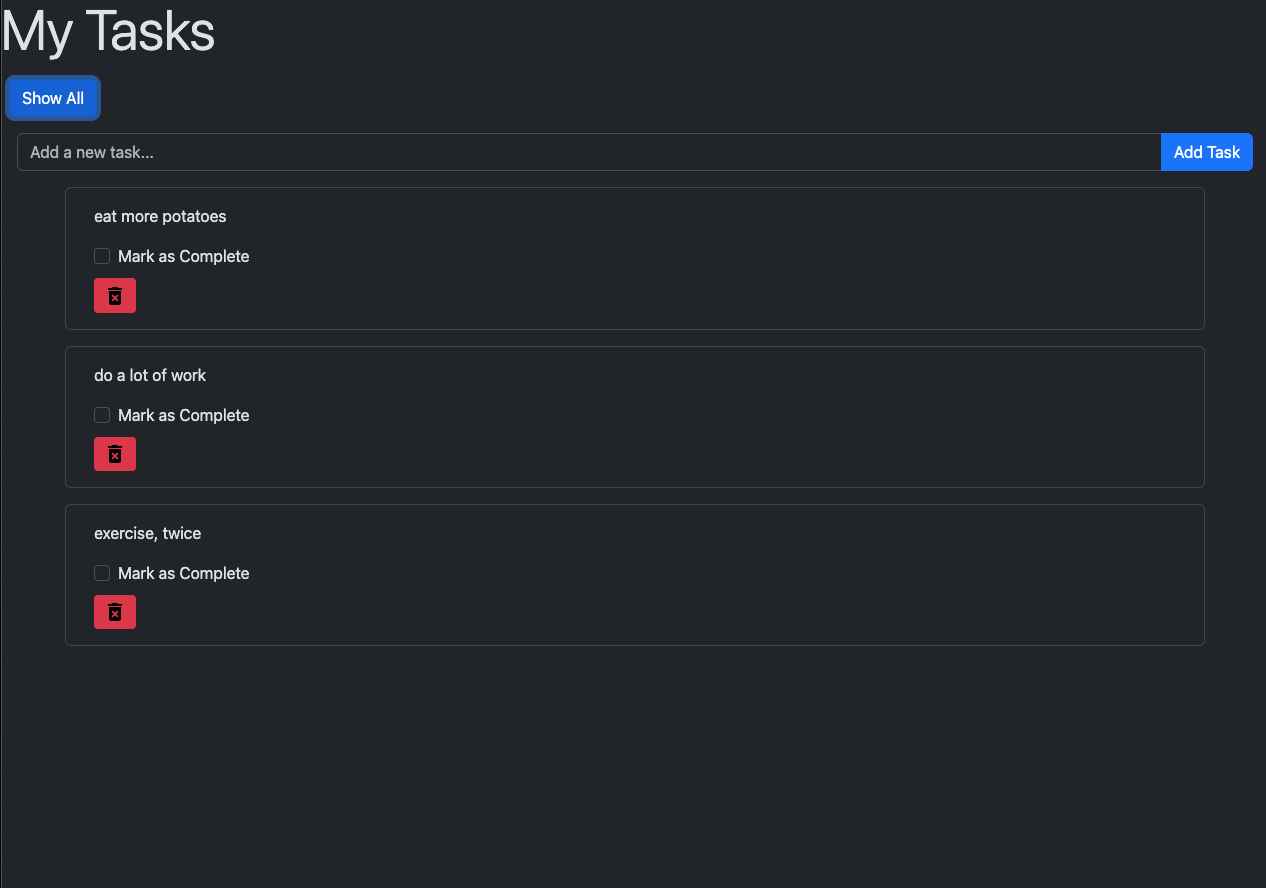 My Tasks
Show All
Add a new task...
Add Task
eat more potatoes
Mark as Complete
do a lot of work
Mark as Complete
exercise, twice
Mark as Complete